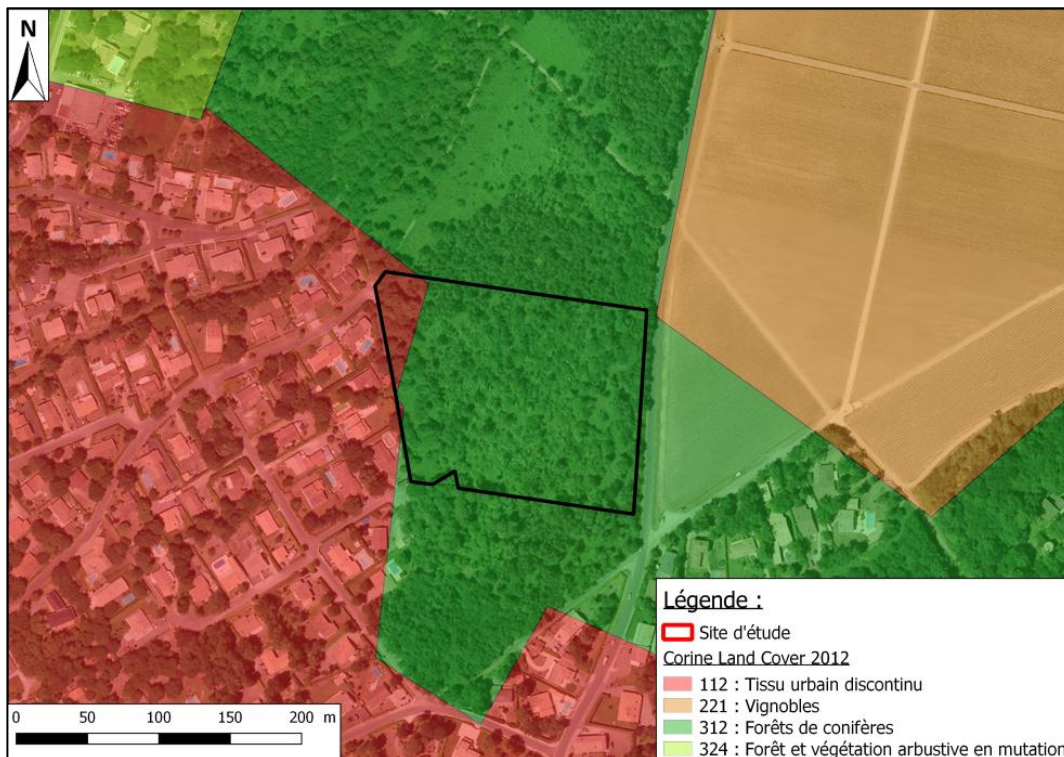 N
Légende :
Site d'étude
Corine Land Cover 2012
112 : Tissu urbain discontinu
221 : Vignobles
312 : Forêts de conifères
324 : Forêt et végétation arbustive en mutation
0 50 100 150 200 m